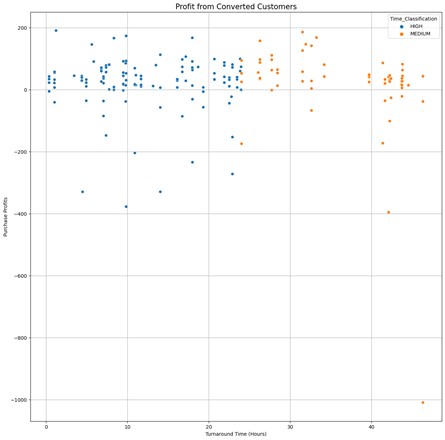 Profit from Converted Customers
Time_Classification
HIGH
MEDIUM
200
0
−200
−400
−600
−800
−1000
Purchase Profits
0 10 20 30 40
Turnaround Time (Hours)